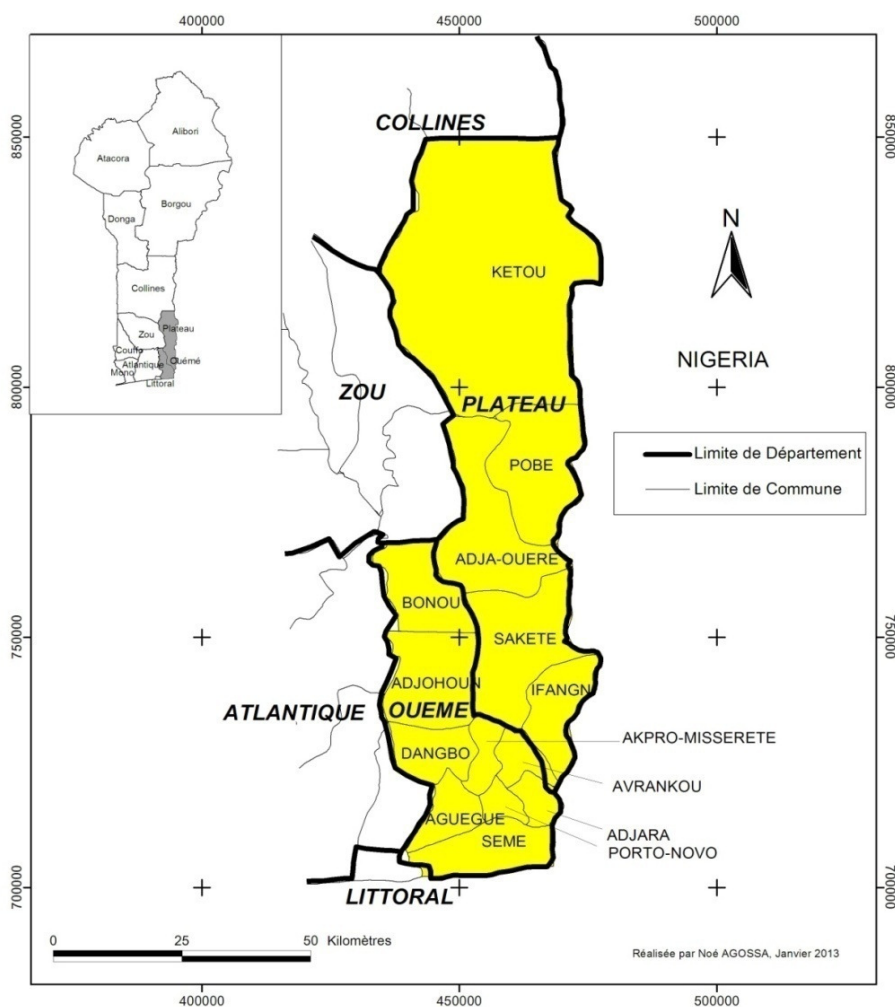 400000
450000
500000
850000
850000
COLLINES
Alibori
Atacora
Borgou
Donga
N
KETOU
Collines
Plateau
Zou
NIGERIA
Couffo
Ouémé
Atlantique
Mono
Littoral
800000
800000
ZOU
PLATEAU
Limite de Département
POBE
Limite de Commune
ADJA-OUERE
BONOU
750000
750000
SAKETE
ADJOHOUN
IFANGN
ATLANTIQUE
OUEME
AKPRO-MISSERETE
DANGBO
AVRANKOU
AGUEGUE
ADJARA
SEME
PORTO-NOVO
700000
700000
LITTORAL
0 25 50 Kilomètres
Réalisée par Noé AGOSSA, Janvier 2013
400000
450000
500000